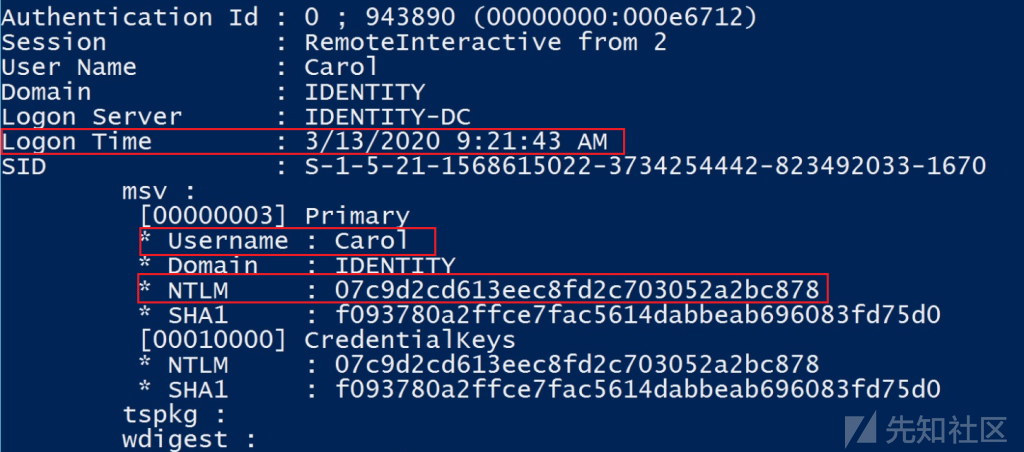 Authentication Id : 0 ; 943890 (00000000:000e6712)
Session           : RemoteInteractive from 2
User Name         : Carol
Domain            : IDENTITY
Logon Server      : IDENTITY-DC
Logon Time        : 3/13/2020 9:21:43 AM
SID               : S-1-5-21-1568615022-3734254442-823492033-1670
        msv :
         [00000003] Primary
         * Username : Carol
         * Domain   : IDENTITY
         * NTLM     : 07c9d2cd613eec8fd2c703052a2bc878
         * SHA1     : f093780a2ffce7fac5614dabbeab696083fd75d0
         [00010000] CredentialKeys
         * NTLM     : 07c9d2cd613eec8fd2c703052a2bc878
         * SHA1     : f093780a2ffce7fac5614dabbeab696083fd75d0
        tspkg :
        wdigest :
先知社区